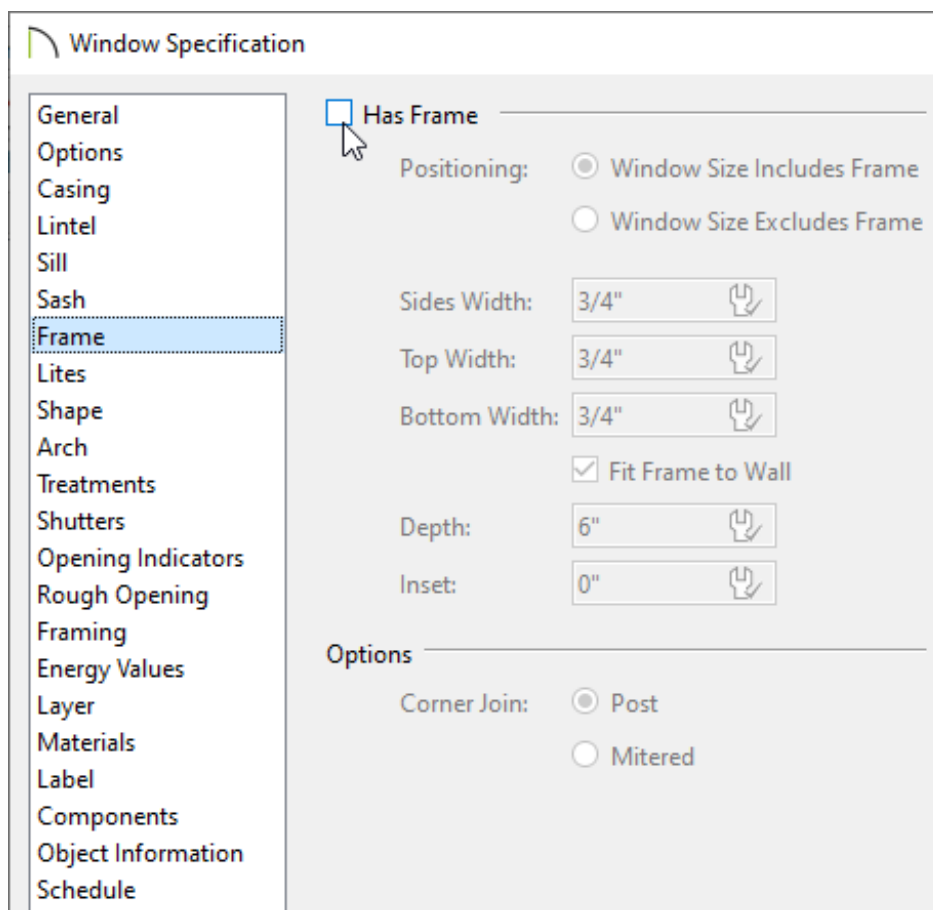 Window Specification
General
Options
Casing
Lintel
Sill
Sash
Frame
Lites
Shape
Arch
Treatments
Shutters
Opening Indicators
Rough Opening
Framing
Energy Values
Layer
Materials
Label
Components
Object Information
Schedule
Has Frame
Positioning: Window Size Includes Frame
Window Size Excludes Frame
Sides Width: 3/4"
Top Width: 3/4"
Bottom Width: 3/4"
Fit Frame to Wall
Depth: 6"
Inset: 0"
Options
Corner Join: Post
Mitered